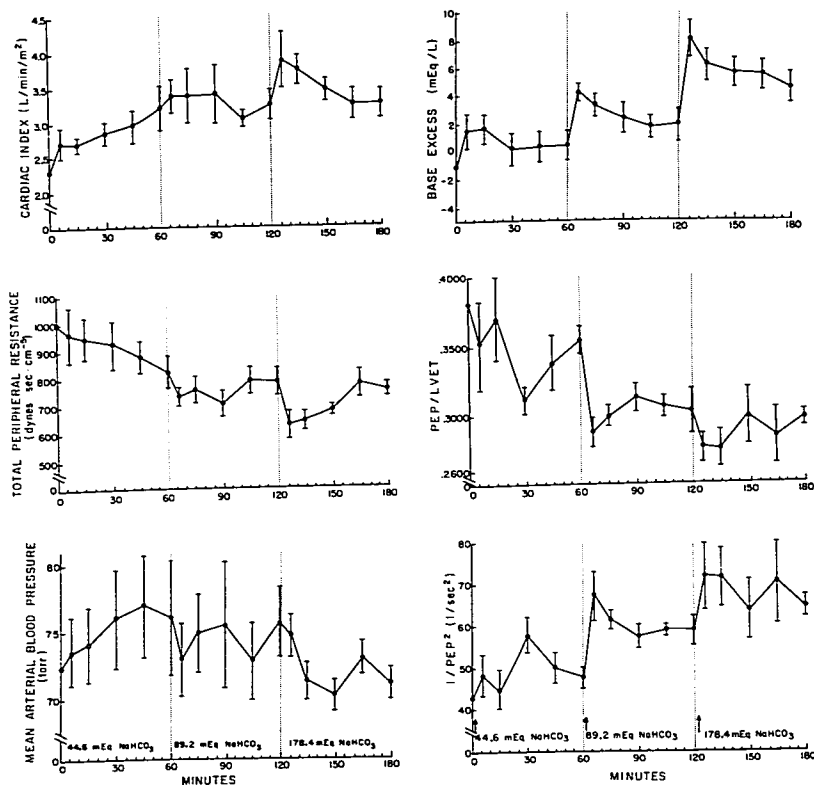 CARDIAC INDEX (L/min/m²)
4.5
4.0
3.5
3.0
2.5
2.0
0
0 30 60 90 120 150 180
BASE EXCESS (mEq/L)
10
8
6
4
2
0
-2
-4
0 30 60 90 120 150 180
TOTAL PERIPHERAL RESISTANCE
(dynes sec·cm⁻⁵)
1100
1000
900
800
700
600
500
0
0 30 60 90 120 150 180
PEP/LVET
.4000
.3500
.3000
.2600
0
0 30 60 90 120 150 180
MEAN ARTERIAL BLOOD PRESSURE
(torr)
80
75
70
0
44.6 mEq NaHCO₃ 89.2 mEq NaHCO₃ 178.4 mEq NaHCO₃
0 30 60 90 120 150 180
MINUTES
1/PEP² (1/sec²)
80
70
60
50
40
0
44.6 mEq NaHCO₃ 89.2 mEq NaHCO₃ 178.4 mEq NaHCO₃
0 30 60 90 120 150 180
MINUTES